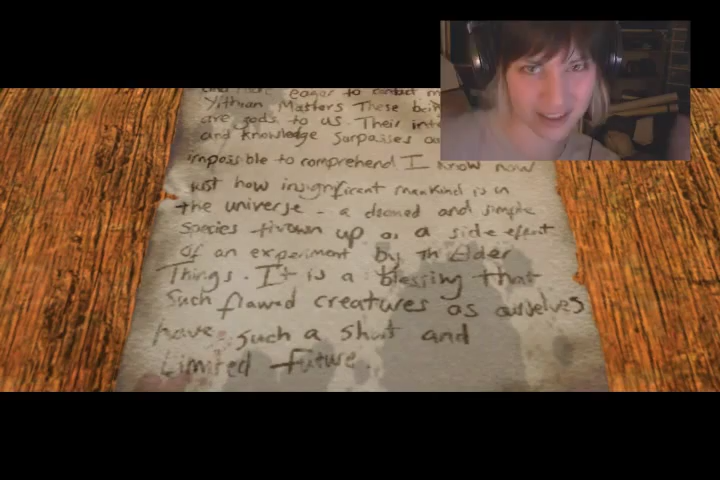 eager to contact
Yithian Matters These
are gods to us. Their
and knowledge surpasses
impossible to comprehend I know now
just how insignificant mankind is in
the universe - a doomed and simple
species thrown up as a side effect
of an experiment by Th Elder
Things. It is a blessing that
such flawed creatures as ourselves
have such a short and
Limited future.